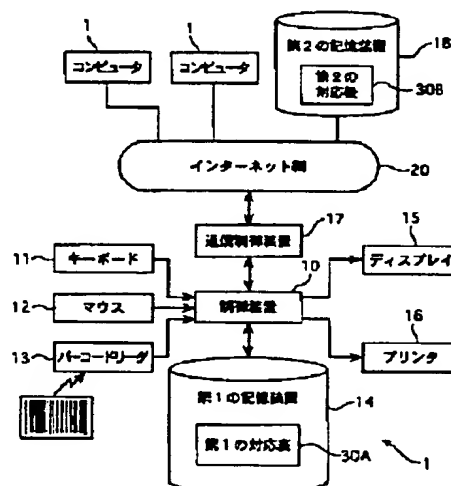 1
1
コンピュータ
コンピュータ
第2の記憶装置
18
第2の
対応表
30B
インターネット網
20
17
通信制御装置
15
11
キーボード
10
ディスプレイ
12
マウス
制御装置
16
13
バーコードリーダ
プリンタ
第1の記憶装置
14
第1の対応表
30A
1